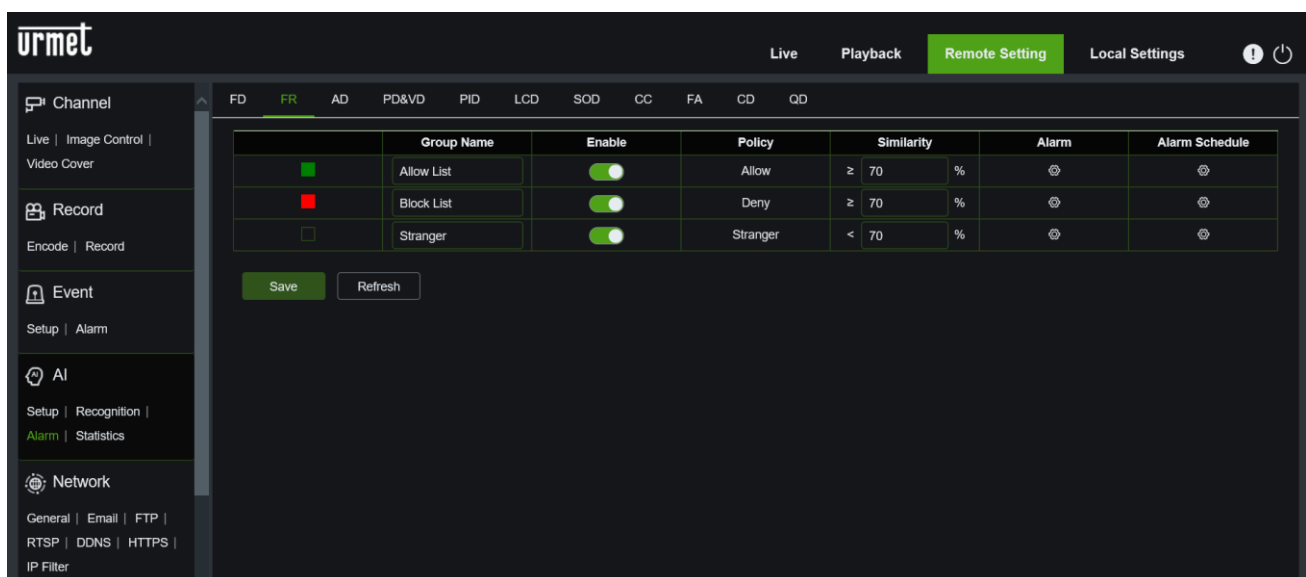 urmet
Live Playback Remote Setting Local Settings
Channel
Live | Image Control |
Video Cover
Record
Encode | Record
Event
Setup | Alarm
AI
Setup | Recognition |
Alarm | Statistics
Network
General | Email | FTP |
RTSP | DDNS | HTTPS |
IP Filter
FD FR AD PD&VD PID LCD SOD CC FA CD QD
Group Name Enable Policy Similarity Alarm Alarm Schedule
Allow List Allow ≥ 70 %
Block List Deny ≥ 70 %
Stranger Stranger < 70 %
Save Refresh